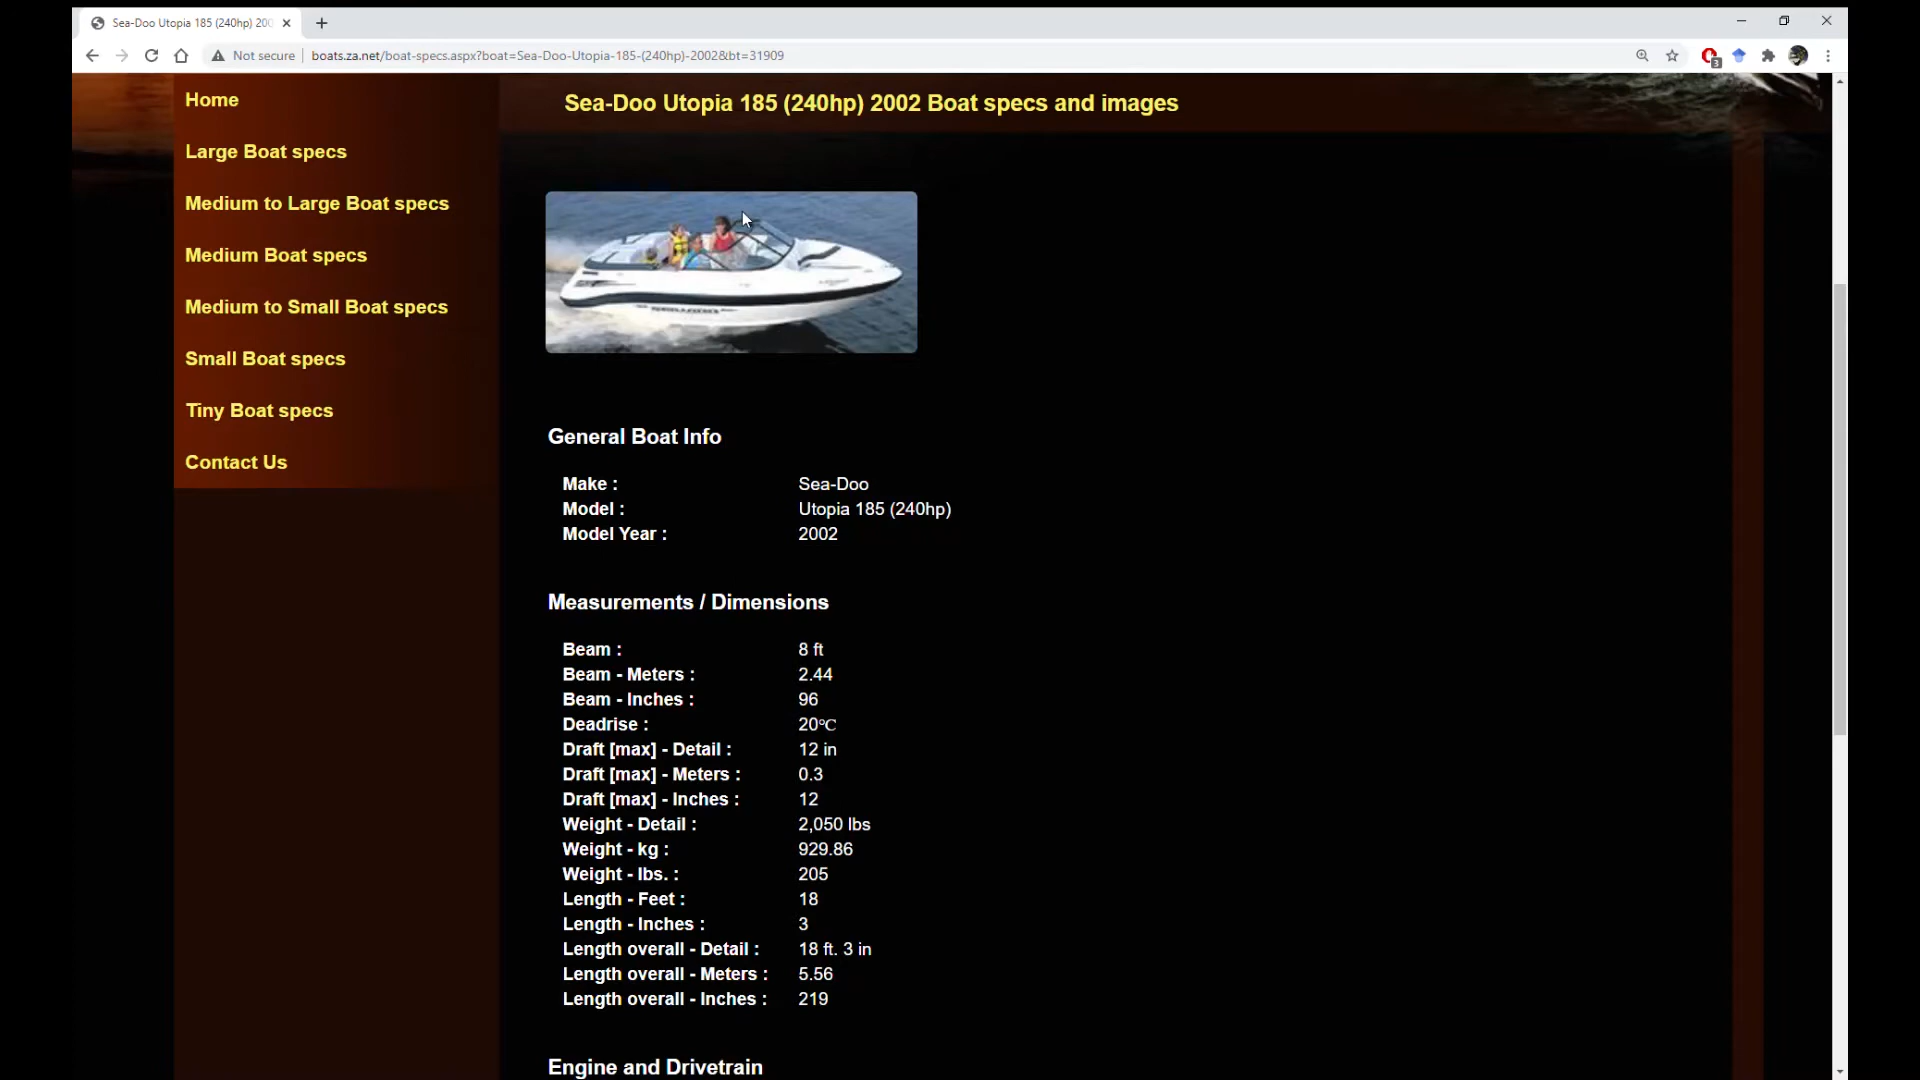 Sea-Doo Utopia 185 (240hp) 200
Not secure
boats.za.net/boat-specs.aspx?boat=Sea-Doo-Utopia-185-(240hp)-2002&bt=31909
3
Home
Large Boat specs
Medium to Large Boat specs
Medium Boat specs
Medium to Small Boat specs
Small Boat specs
Tiny Boat specs
Contact Us
Sea-Doo Utopia 185 (240hp) 2002 Boat specs and images
General Boat Info
Make : Sea-Doo
Model : Utopia 185 (240hp)
Model Year : 2002
Measurements / Dimensions
Beam : 8 ft
Beam - Meters : 2.44
Beam - Inches : 96
Deadrise : 20℃
Draft [max] - Detail : 12 in
Draft [max] - Meters : 0.3
Draft [max] - Inches : 12
Weight - Detail : 2,050 lbs
Weight - kg : 929.86
Weight - lbs. : 205
Length - Feet : 18
Length - Inches : 3
Length overall - Detail : 18 ft. 3 in
Length overall - Meters : 5.56
Length overall - Inches : 219
Engine and Drivetrain